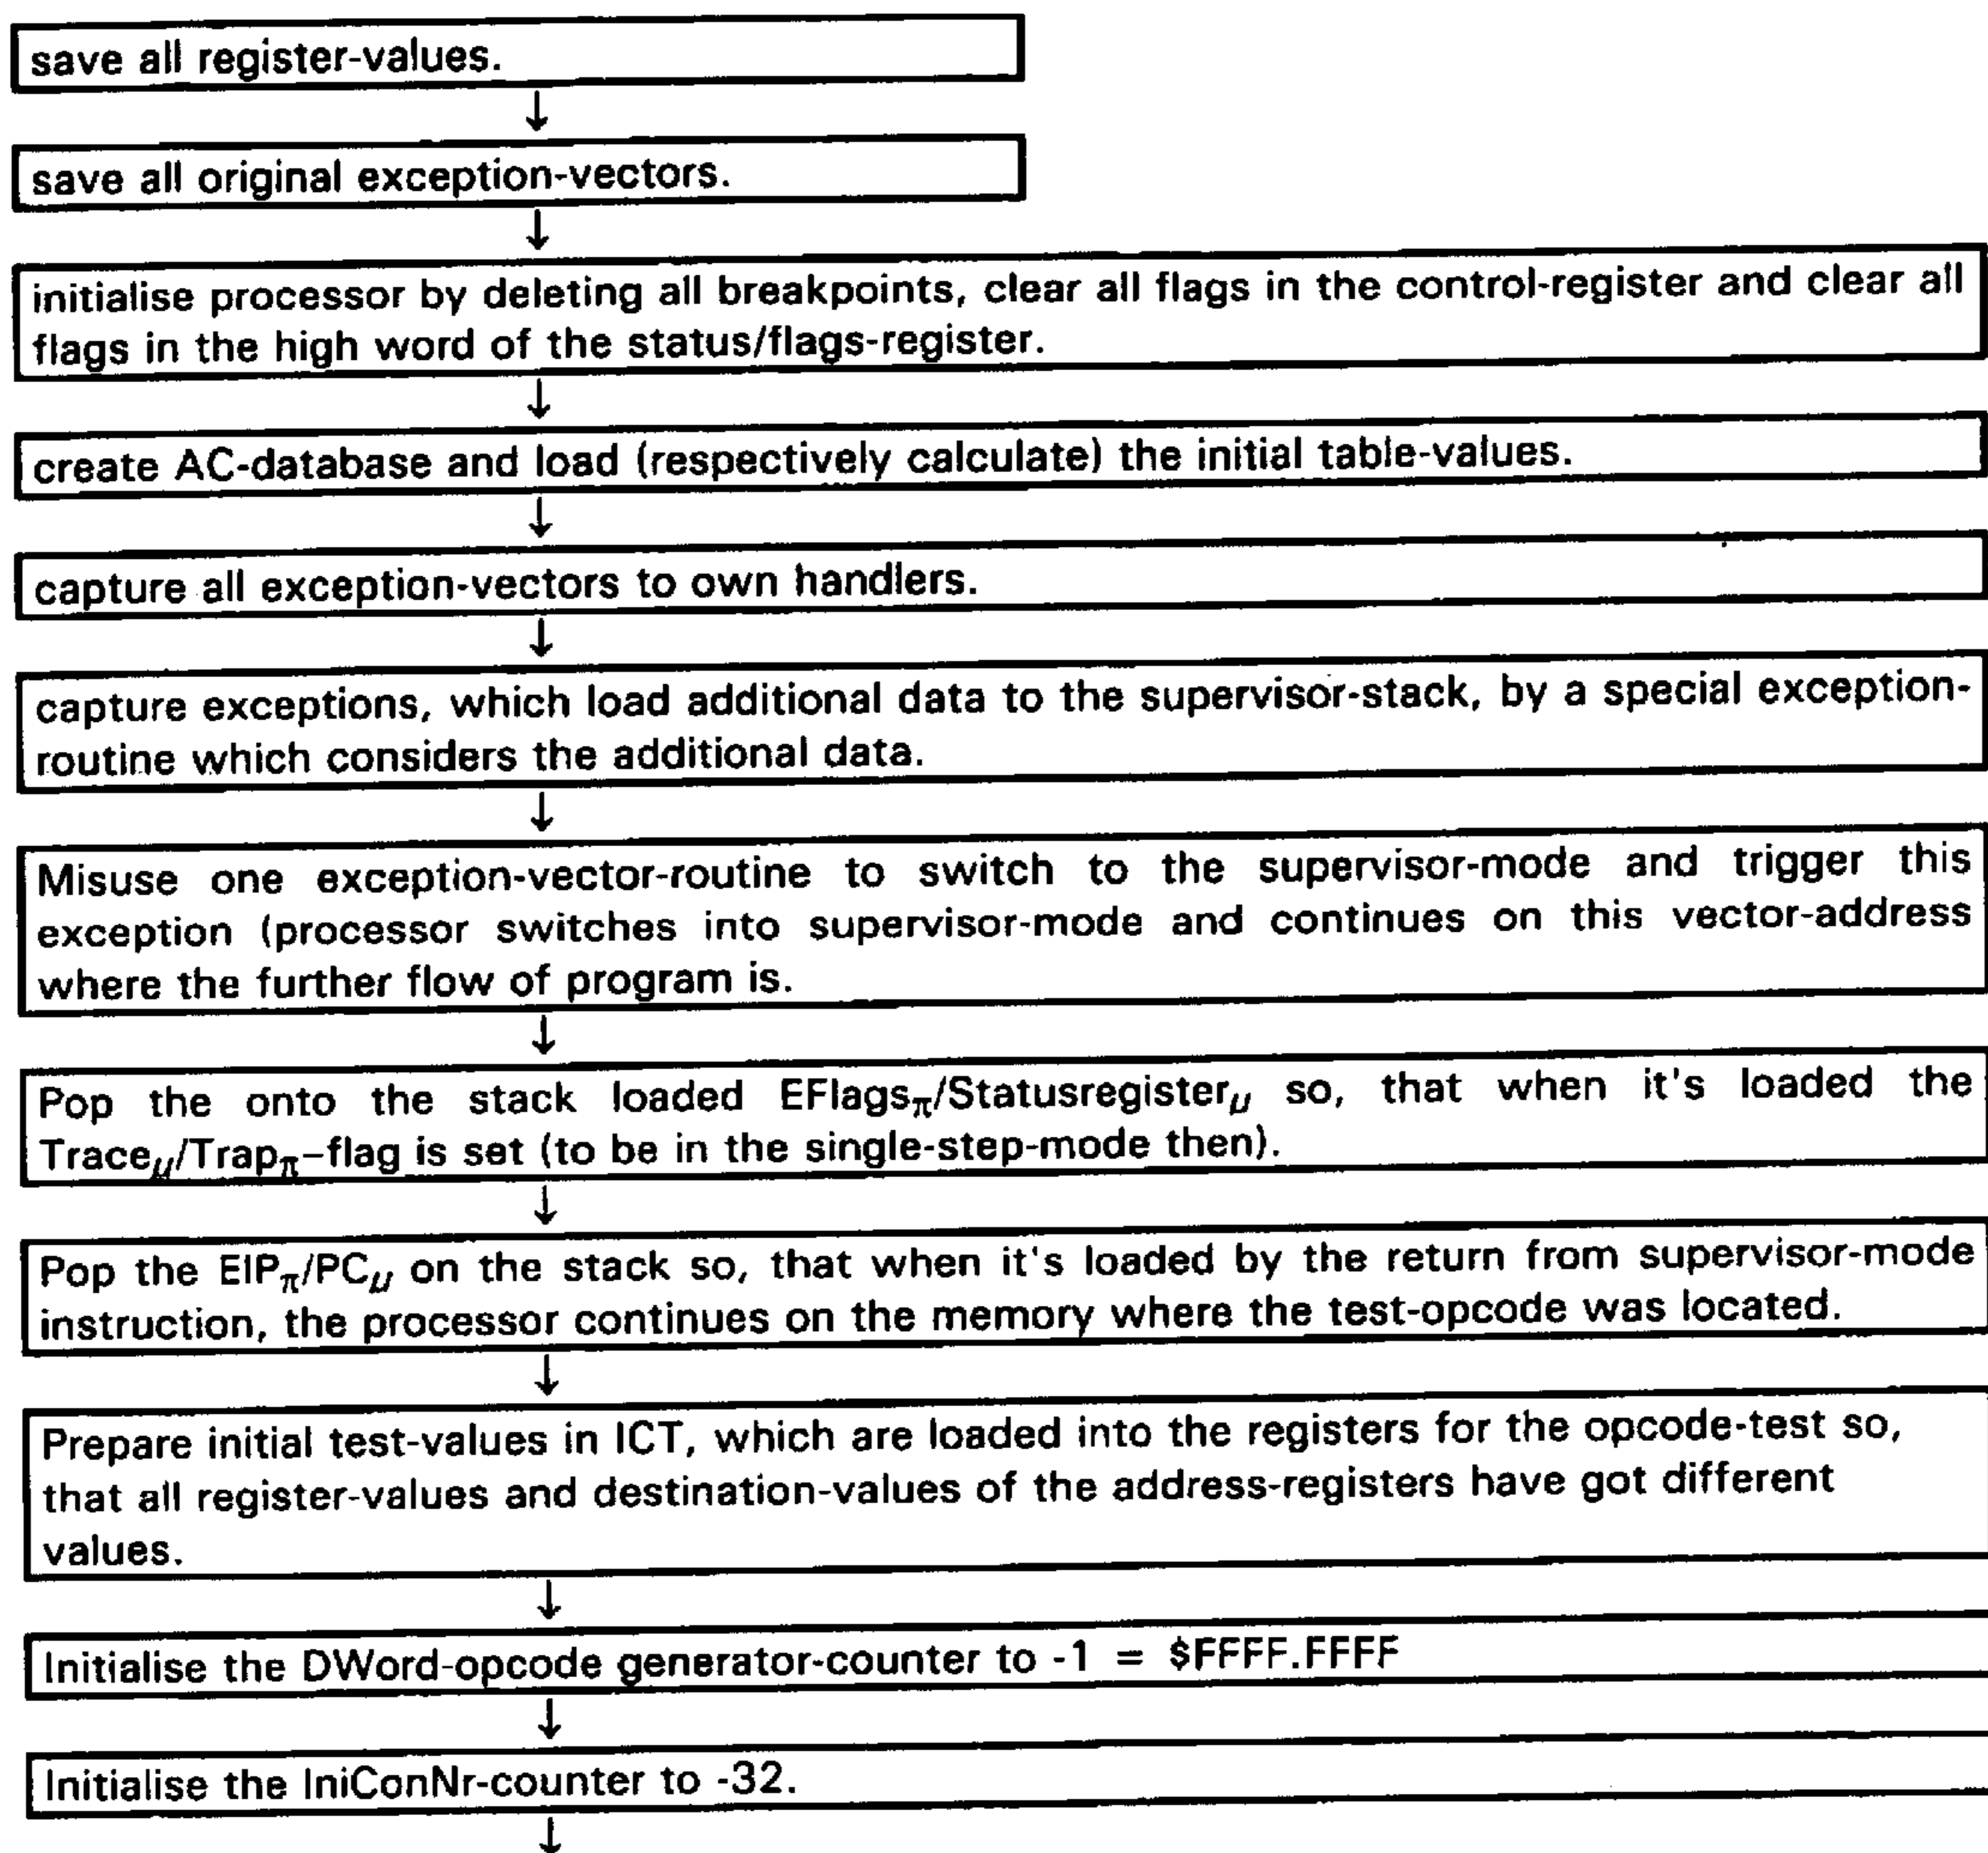 save all register-values.
save all original exception-vectors.
initialise processor by deleting all breakpoints, clear all flags in the control-register and clear all
flags in the high word of the status/flags-register.
create AC-database and load (respectively calculate) the initial table-values.
capture all exception-vectors to own handlers.
capture exceptions, which load additional data to the supervisor-stack, by a special exception-
routine which considers the additional data.
Misuse one exception-vector-routine to switch to the supervisor-mode and trigger this
exception (processor switches into supervisor-mode and continues on this vector-address
where the further flow of program is.
Pop the onto the stack loaded EFlagsπ/Statusregisterμ so, that when it's loaded the
Traceμ/Trapπ–flag is set (to be in the single-step-mode then).
Pop the EIPπ/PCμ on the stack so, that when it's loaded by the return from supervisor-mode
instruction, the processor continues on the memory where the test-opcode was located.
Prepare initial test-values in ICT, which are loaded into the registers for the opcode-test so,
that all register-values and destination-values of the address-registers have got different
values.
Initialise the DWord-opcode generator-counter to -1 = $FFFF.FFFF
Initialise the IniConNr-counter to -32.